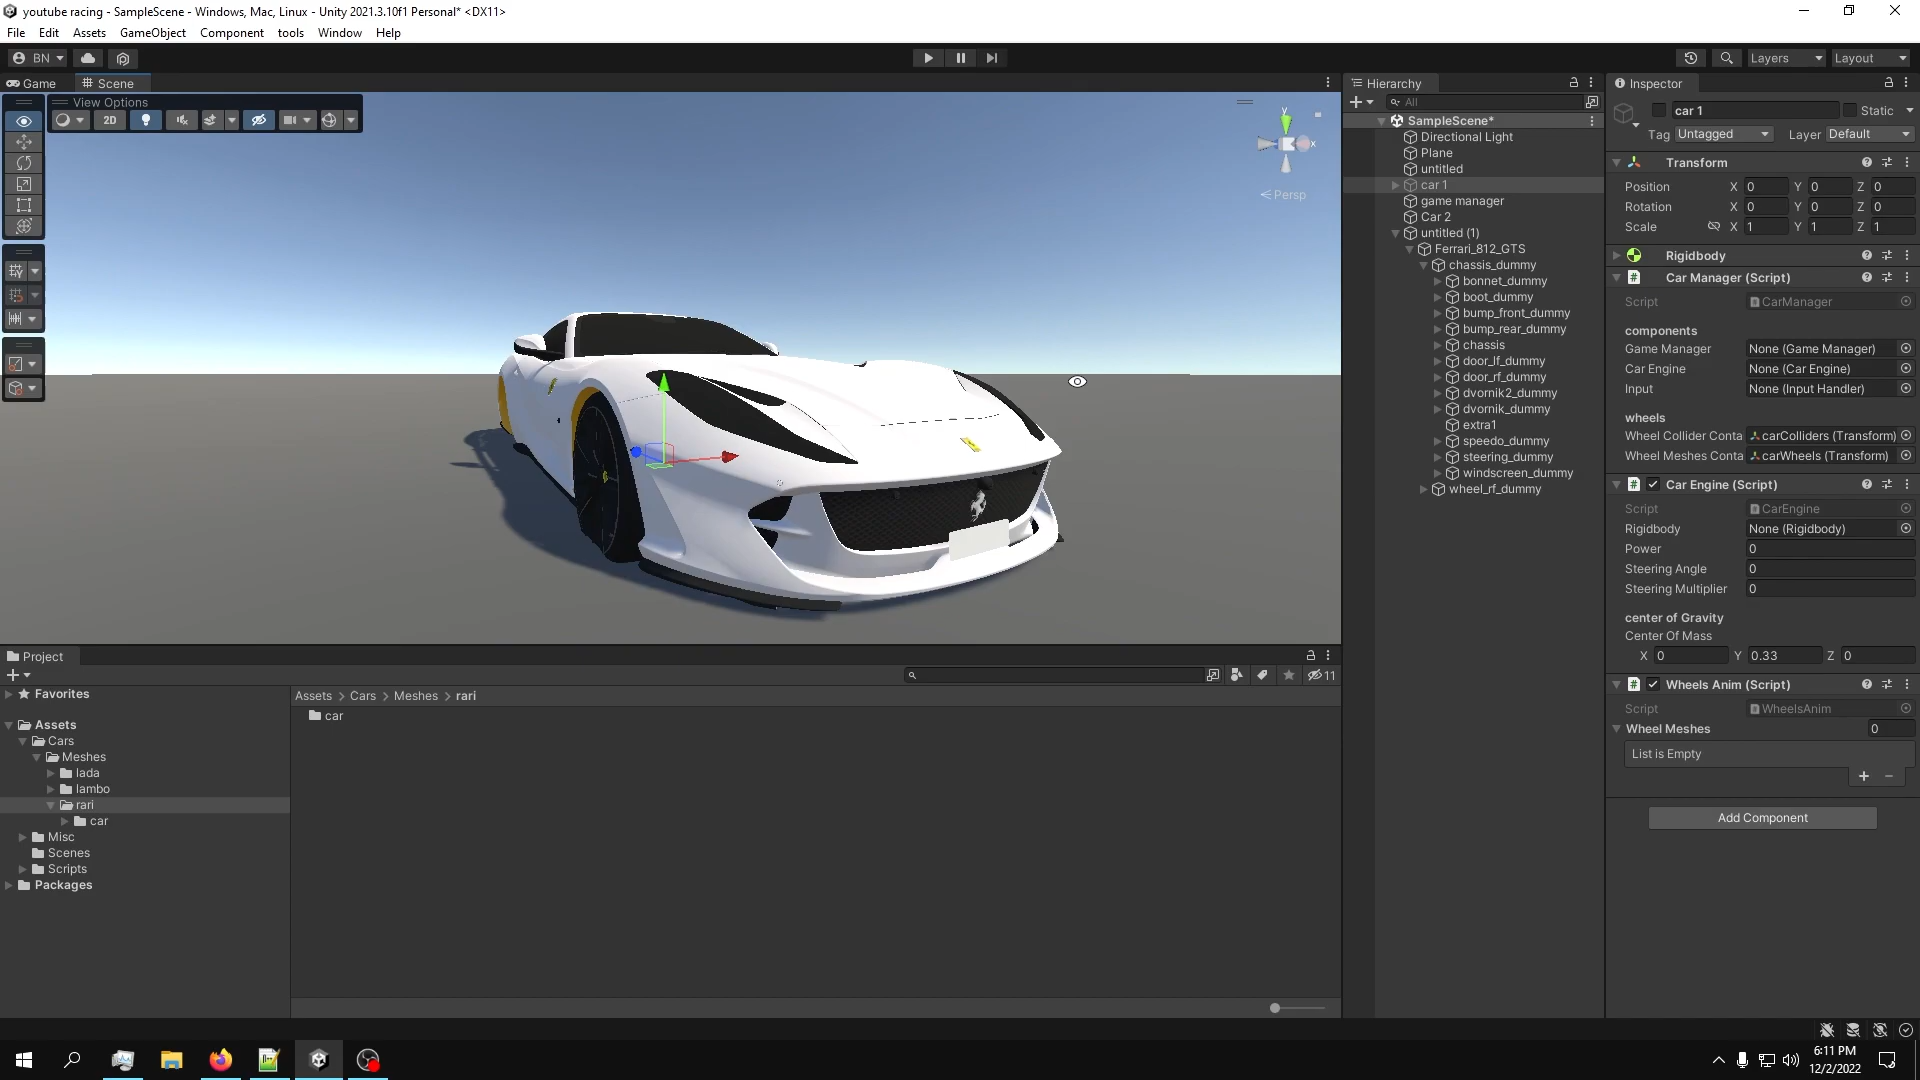 youtube racing - SampleScene - Windows, Mac, Linux - Unity 2021.3.10f1 Personal* <DX11>
File Edit Assets GameObject Component tools Window Help
BN Layers Layout
Game Scene
View Options
2D
y
x
Persp
Hierarchy
All
SampleScene*
Directional Light
Plane
untitled
car 1
game manager
Car 2
untitled (1)
Ferrari_812_GTS
chassis_dummy
bonnet_dummy
boot_dummy
bump_front_dummy
bump_rear_dummy
chassis
door_lf_dummy
door_rf_dummy
dvornik2_dummy
dvornik_dummy
extra1
speedo_dummy
steering_dummy
windscreen_dummy
wheel_rf_dummy
Inspector
car 1 Static
Tag Untagged Layer Default
Transform
Position X 0 Y 0 Z 0
Rotation X 0 Y 0 Z 0
Scale X 1 Y 1 Z 1
Rigidbody
Car Manager (Script)
Script CarManager
components
Game Manager None (Game Manager)
Car Engine None (Car Engine)
Input None (Input Handler)
wheels
Wheel Collider Conta carColliders (Transform)
Wheel Meshes Conta carWheels (Transform)
Car Engine (Script)
Script CarEngine
Rigidbody None (Rigidbody)
Power 0
Steering Angle 0
Steering Multiplier 0
center of Gravity
Center Of Mass
X 0 Y 0.33 Z 0
Wheels Anim (Script)
Script WheelsAnim
Wheel Meshes 0
List is Empty
Add Component
Project
11
Favorites
Assets
Cars
Meshes
lada
lambo
rari
car
Misc
Scenes
Scripts
Packages
Assets > Cars > Meshes > rari
car
6:11 PM
12/2/2022